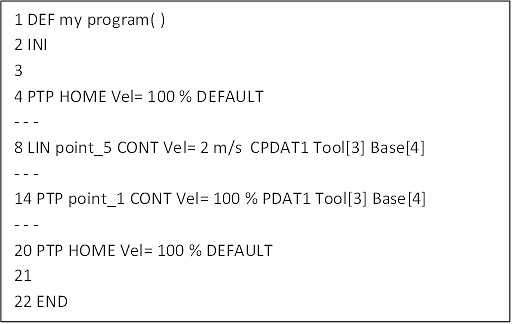 1 DEF my program( )
2 INI
3
4 PTP HOME Vel= 100 % DEFAULT
- - -
8 LIN point_5 CONT Vel= 2 m/s  CPDAT1 Tool[3] Base[4]
- - -
14 PTP point_1 CONT Vel= 100 % PDAT1 Tool[3] Base[4]
- - -
20 PTP HOME Vel= 100 % DEFAULT
21
22 END